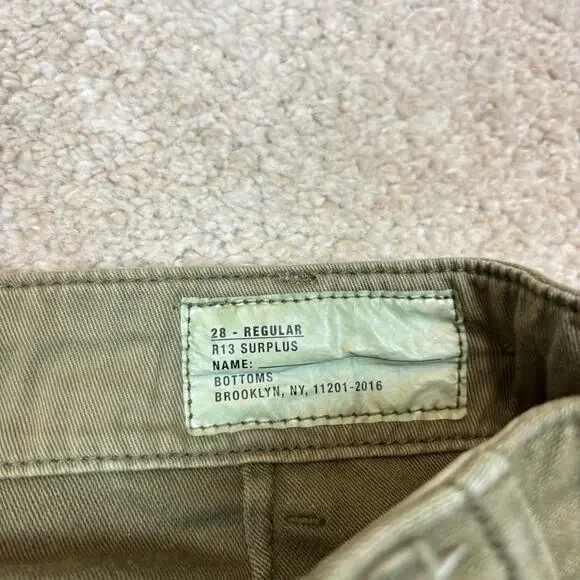 28 - REGULAR
R13 SURPLUS
NAME:
BOTTOMS
BROOKLYN, NY, 11201-2016